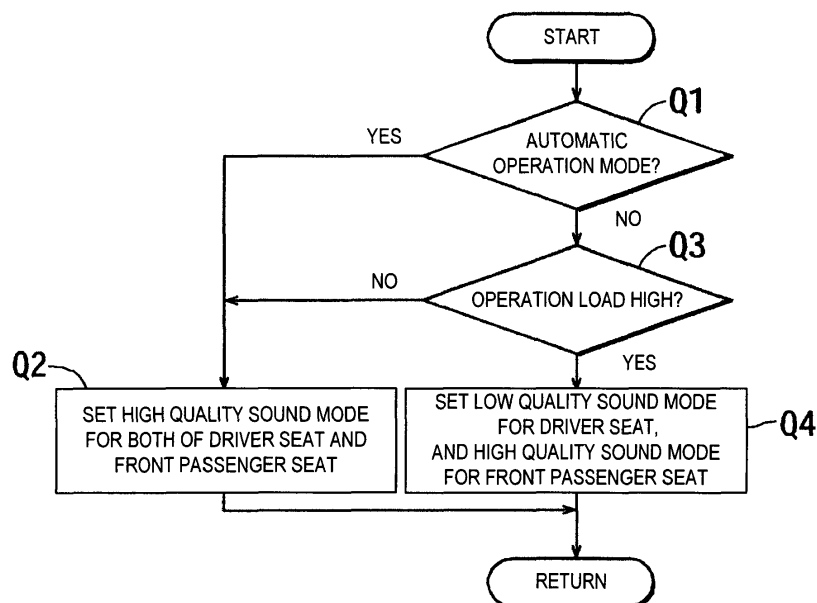 START
Q1
YES
AUTOMATIC
OPERATION MODE?
NO
Q3
NO
OPERATION LOAD HIGH?
YES
Q2
SET HIGH QUALITY SOUND MODE
FOR BOTH OF DRIVER SEAT AND
FRONT PASSENGER SEAT
SET LOW QUALITY SOUND MODE
FOR DRIVER SEAT,
AND HIGH QUALITY SOUND MODE
FOR FRONT PASSENGER SEAT
Q4
RETURN